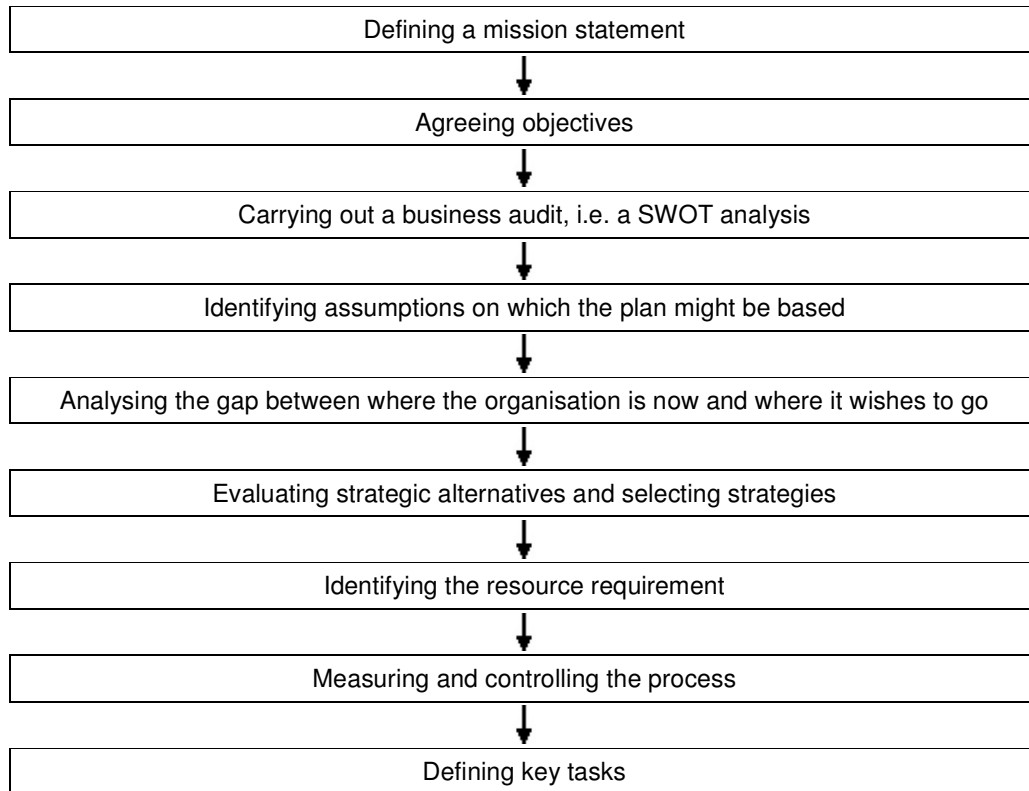 Defining a mission statement
Agreeing objectives
Carrying out a business audit, i.e. a SWOT analysis
Identifying assumptions on which the plan might be based
Analysing the gap between where the organisation is now and where it wishes to go
Evaluating strategic alternatives and selecting strategies
Identifying the resource requirement
Measuring and controlling the process
Defining key tasks